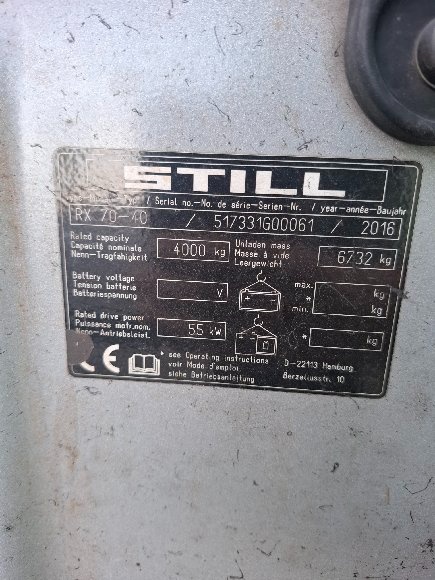 STILL
/ Serial no.-No. de série-Serien-Nr. / year-année-Baujahr
RX 70-40 / 517331G00061 / 2016
Rated capacity
Capacité nominale
Nenn-Tragfähigkeit
4000 kg
Unladen mass
Masse à vide
Leergewicht
6732 kg
Battery voltage
Tension batterie
Batteriespannung
V
max. kg
*
min. kg
Rated drive power
Puissance motr.nom.
Nenn-Antriebsleist.
55 kW
* kg
CE
see Operating instructions
voir Mode d'emploi
siehe Betriebsanleitung
D-22113 Hamburg
Berzeliusstr. 10